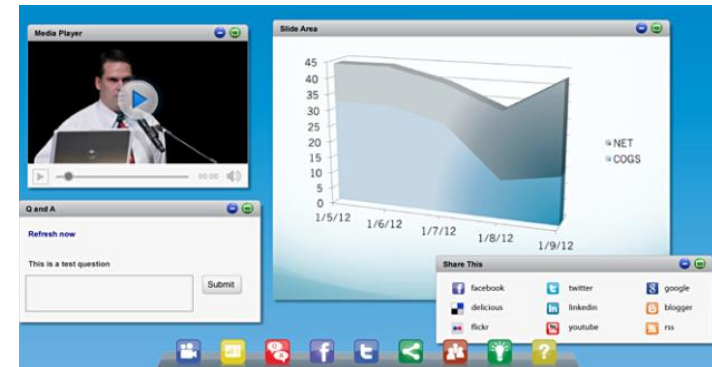 Media Player
00:00
Q and A
Refresh now
This is a test question
Submit
Slide Area
45
40
35
30
25
20
15
10
5
0
1/5/12
1/6/12
1/7/12
1/8/12
1/9/12
NET
COGS
Share This
facebook twitter google
delicious linkedin blogger
flickr youtube rss